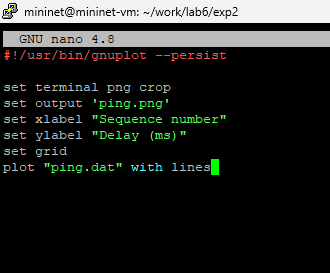 mininet@mininet-vm: ~/work/lab6/exp2
GNU nano 4.8
#!/usr/bin/gnuplot --persist
set terminal png crop
set output 'ping.png'
set xlabel "Sequence number"
set ylabel "Delay (ms)"
set grid
plot "ping.dat" with lines